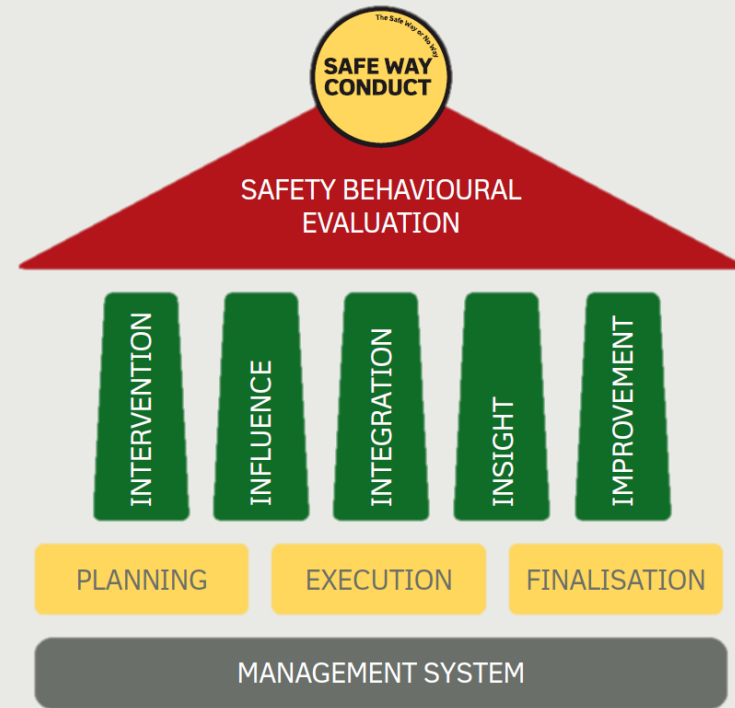 The Safe Way or No Way
SAFE WAY
CONDUCT
SAFETY BEHAVIOURAL
EVALUATION
INTERVENTION
INFLUENCE
INTEGRATION
INSIGHT
IMPROVEMENT
PLANNING
EXECUTION
FINALISATION
MANAGEMENT SYSTEM